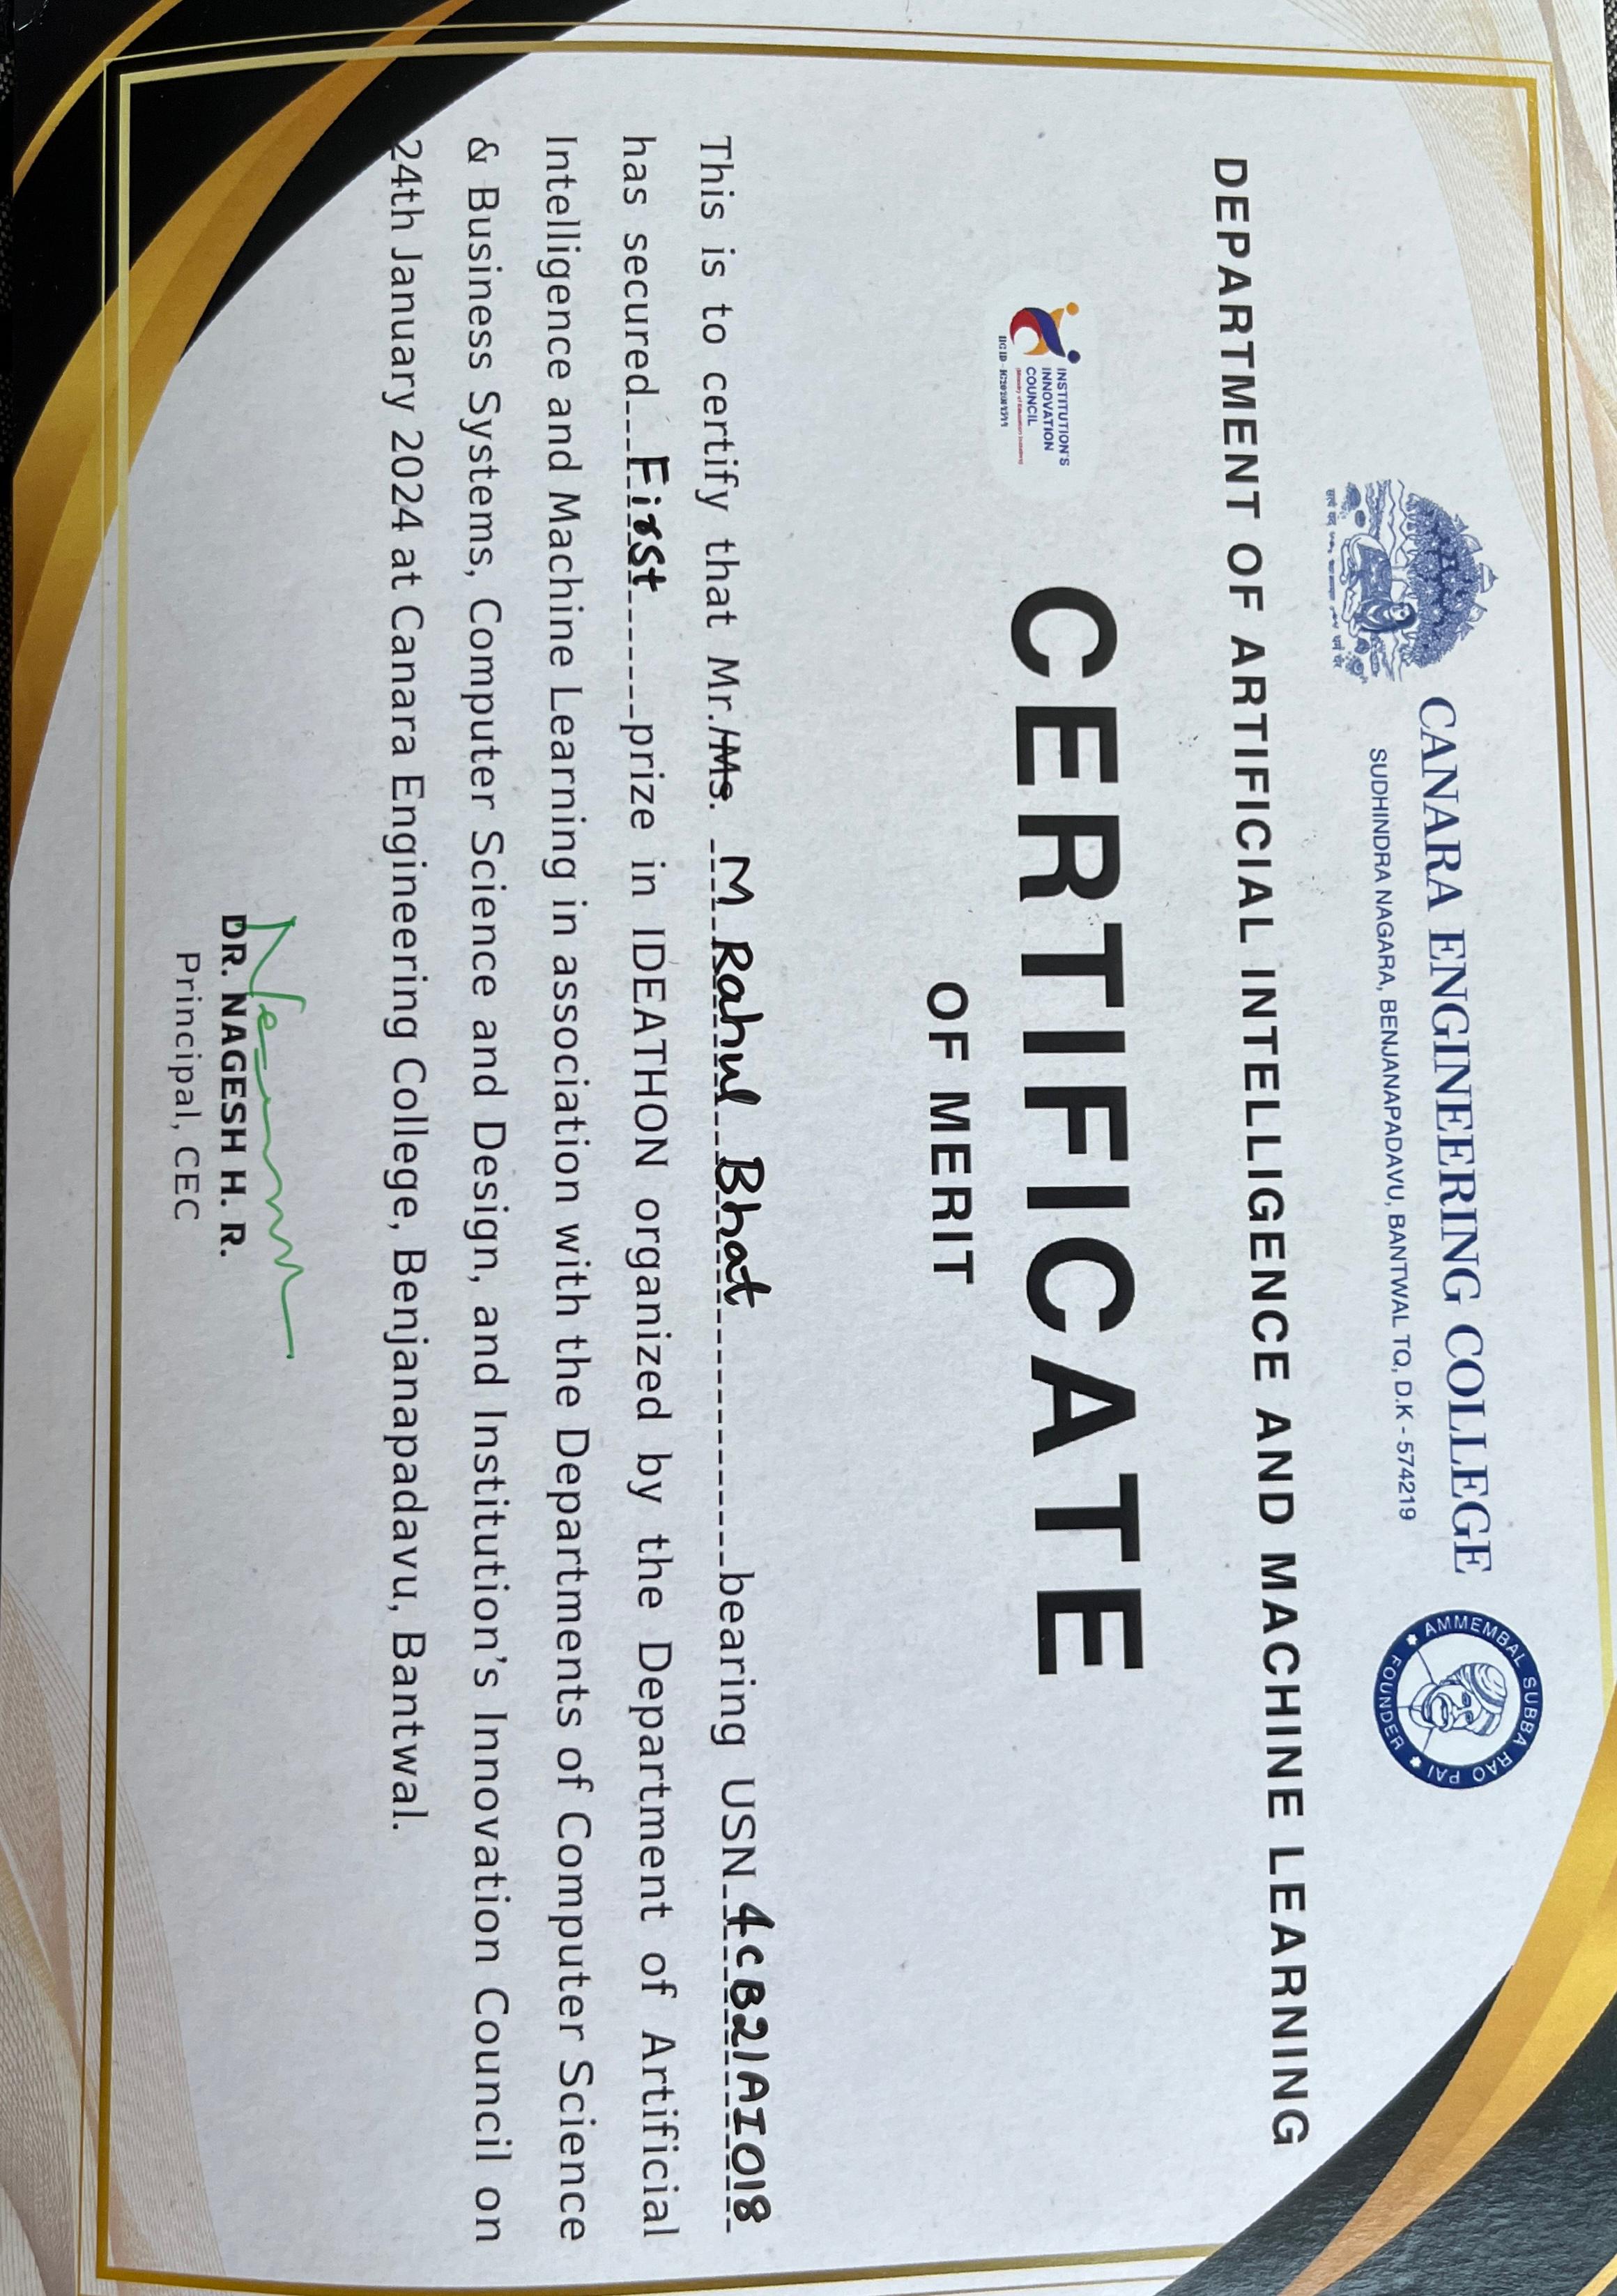 AMMEMBAL SUBBA RAO PAI
FOUNDER
CANARA ENGINEERING COLLEGE
SUDHINDRA NAGARA, BENJANAPADAVU, BANTWAL TQ, D.K - 574219
DEPARTMENT OF ARTIFICIAL INTELLIGENCE AND MACHINE LEARNING
INSTITUTION'S
INNOVATION
COUNCIL
(Ministry of Education Initiative)
CERTIFICATE
OF MERIT
This is to certify that Mr./Ms. M Rahul Bhat bearing USN 4CB21AI018
has secured First prize in IDEATHON organized by the Department of Artificial
Intelligence and Machine Learning in association with the Departments of Computer Science
& Business Systems, Computer Science and Design, and Institution's Innovation Council on
24th January 2024 at Canara Engineering College, Benjanapadavu, Bantwal.
DR. NAGESH H. R.
Principal, CEC